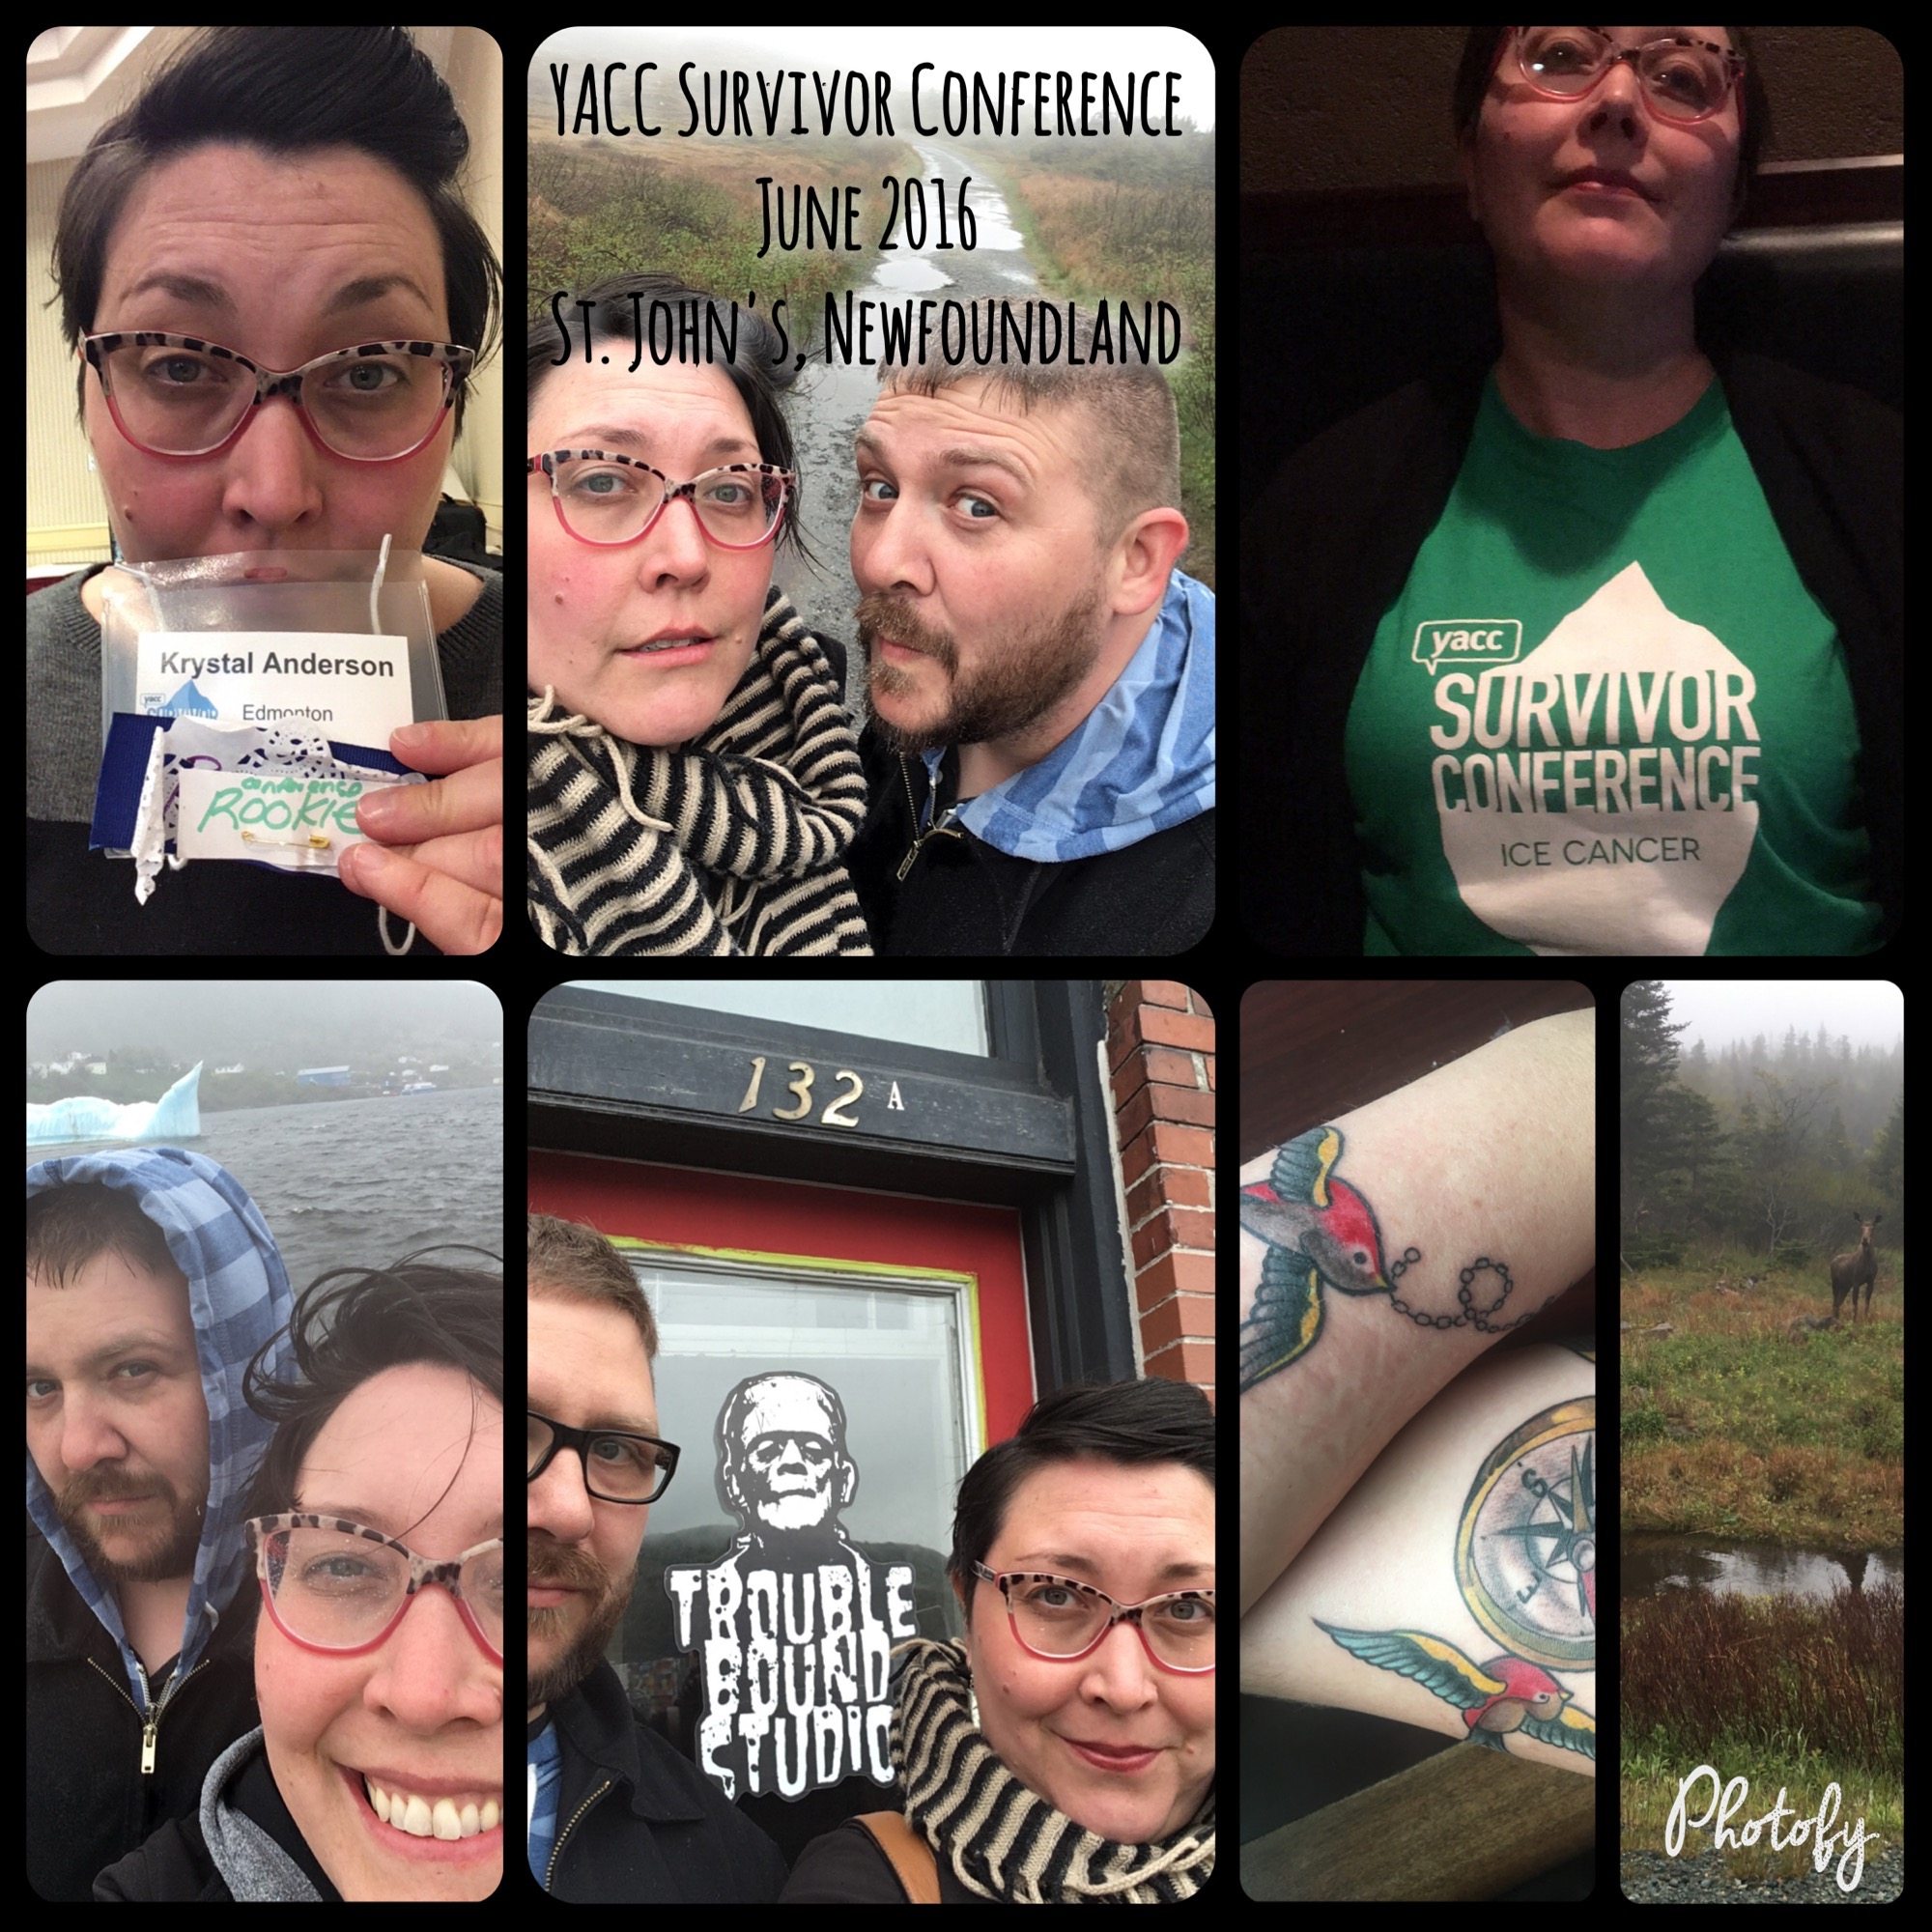 YACC SURVIVOR CONFERENCE
JUNE 2016
ST. JOHN'S, NEWFOUNDLAND
Krystal Anderson
yacc
SURVIVOR
Edmonton
conference
ROOKIE
yacc
SURVIVOR
CONFERENCE
ICE CANCER
132 A
TROUBLE
BOUND
STUDIO
S
E
Photofy